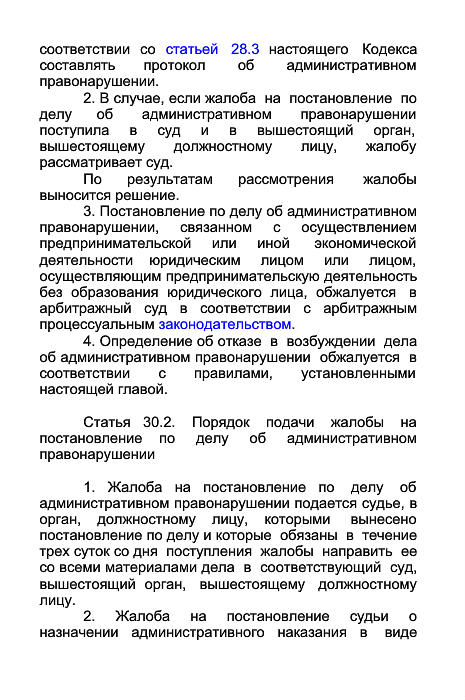 соответствии со статьей 28.3 настоящего Кодекса
составлять протокол об административном
правонарушении.
2. В случае, если жалоба на постановление по
делу об административном правонарушении
поступила в суд и в вышестоящий орган,
вышестоящему должностному лицу, жалобу
рассматривает суд.
По результатам рассмотрения жалобы
выносится решение.
3. Постановление по делу об административном
правонарушении, связанном с осуществлением
предпринимательской или иной экономической
деятельности юридическим лицом или лицом,
осуществляющим предпринимательскую деятельность
без образования юридического лица, обжалуется в
арбитражный суд в соответствии с арбитражным
процессуальным законодательством.
4. Определение об отказе в возбуждении дела
об административном правонарушении обжалуется в
соответствии с правилами, установленными
настоящей главой.
Статья 30.2. Порядок подачи жалобы на
постановление по делу об административном
правонарушении
1. Жалоба на постановление по делу об
административном правонарушении подается судье, в
орган, должностному лицу, которыми вынесено
постановление по делу и которые обязаны в течение
трех суток со дня поступления жалобы направить ее
со всеми материалами дела в соответствующий суд,
вышестоящий орган, вышестоящему должностному
лицу.
2. Жалоба на постановление судьи о
назначении административного наказания в виде